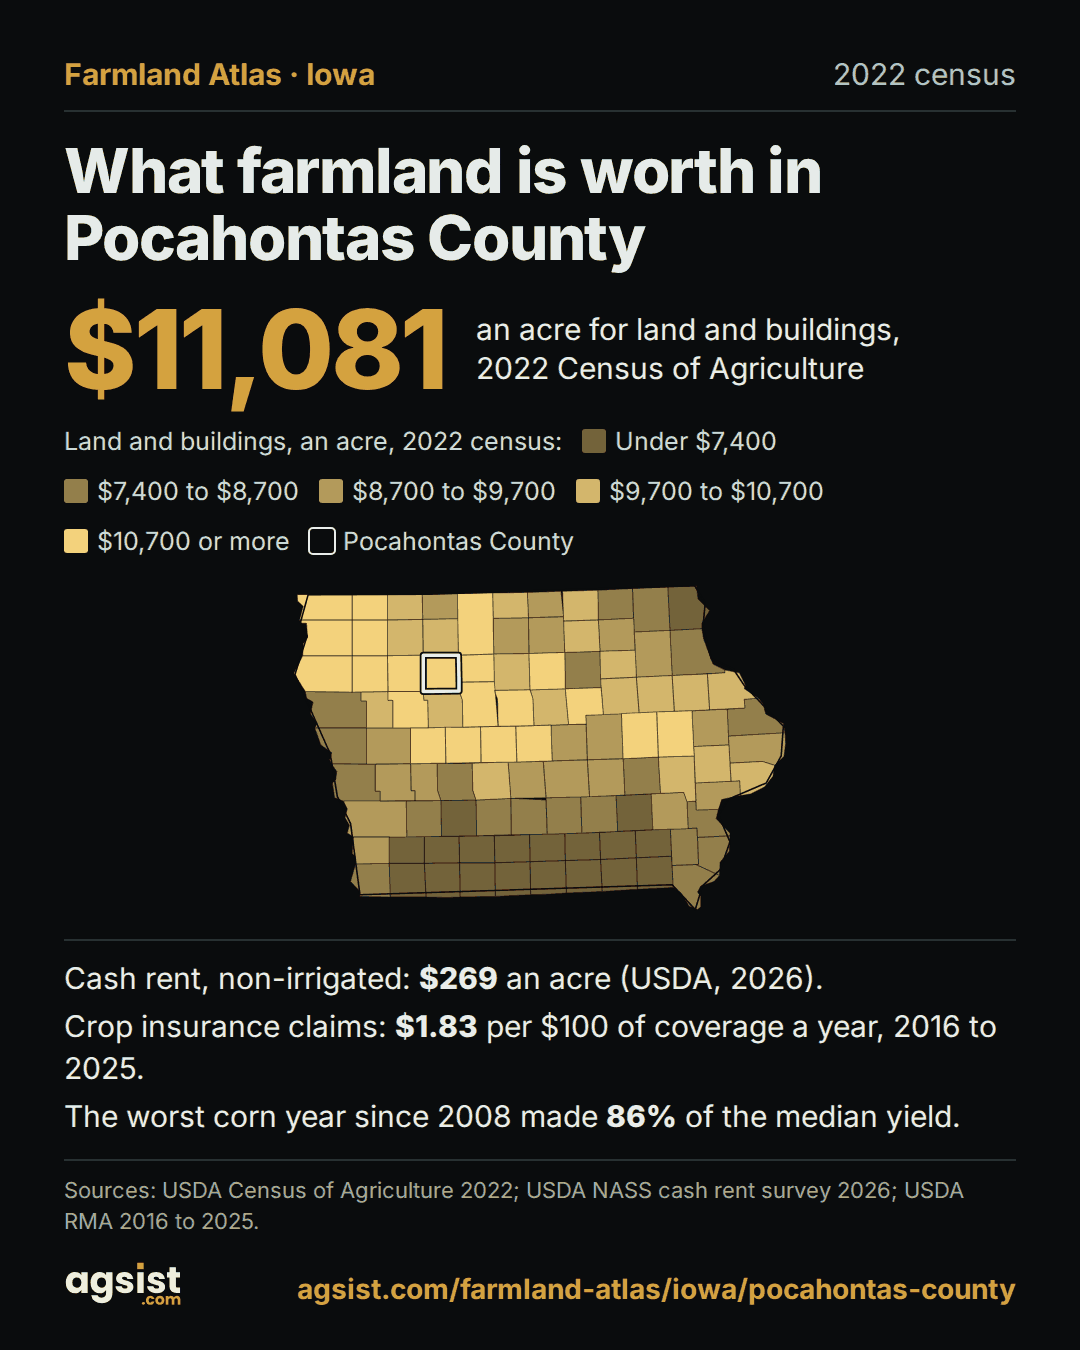 Farmland Atlas · Iowa
2022 census
What farmland is worth in
Pocahontas County
$11,081
an acre for land and buildings,
2022 Census of Agriculture
Land and buildings, an acre, 2022 census: Under $7,400
$7,400 to $8,700 $8,700 to $9,700 $9,700 to $10,700
$10,700 or more Pocahontas County
Cash rent, non-irrigated: $269 an acre (USDA, 2026).
Crop insurance claims: $1.83 per $100 of coverage a year, 2016 to
2025.
The worst corn year since 2008 made 86% of the median yield.
Sources: USDA Census of Agriculture 2022; USDA NASS cash rent survey 2026; USDA
RMA 2016 to 2025.
agsist
.com
agsist.com/farmland-atlas/iowa/pocahontas-county